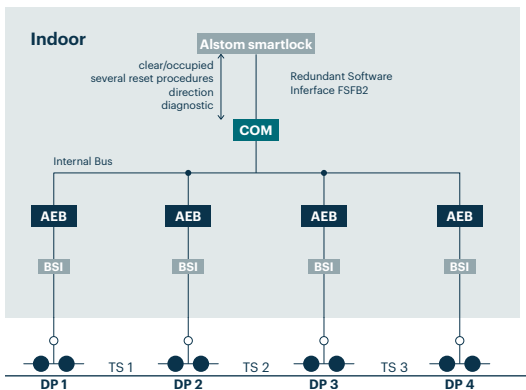 Indoor
Alstom smartlock
clear/occupied
several reset procedures
direction
diagnostic
Redundant Software
Inferface FSFB2
COM
Internal Bus
AEB AEB AEB AEB
BSI BSI BSI BSI
TS 1 TS 2 TS 3
DP 1 DP 2 DP 3 DP 4